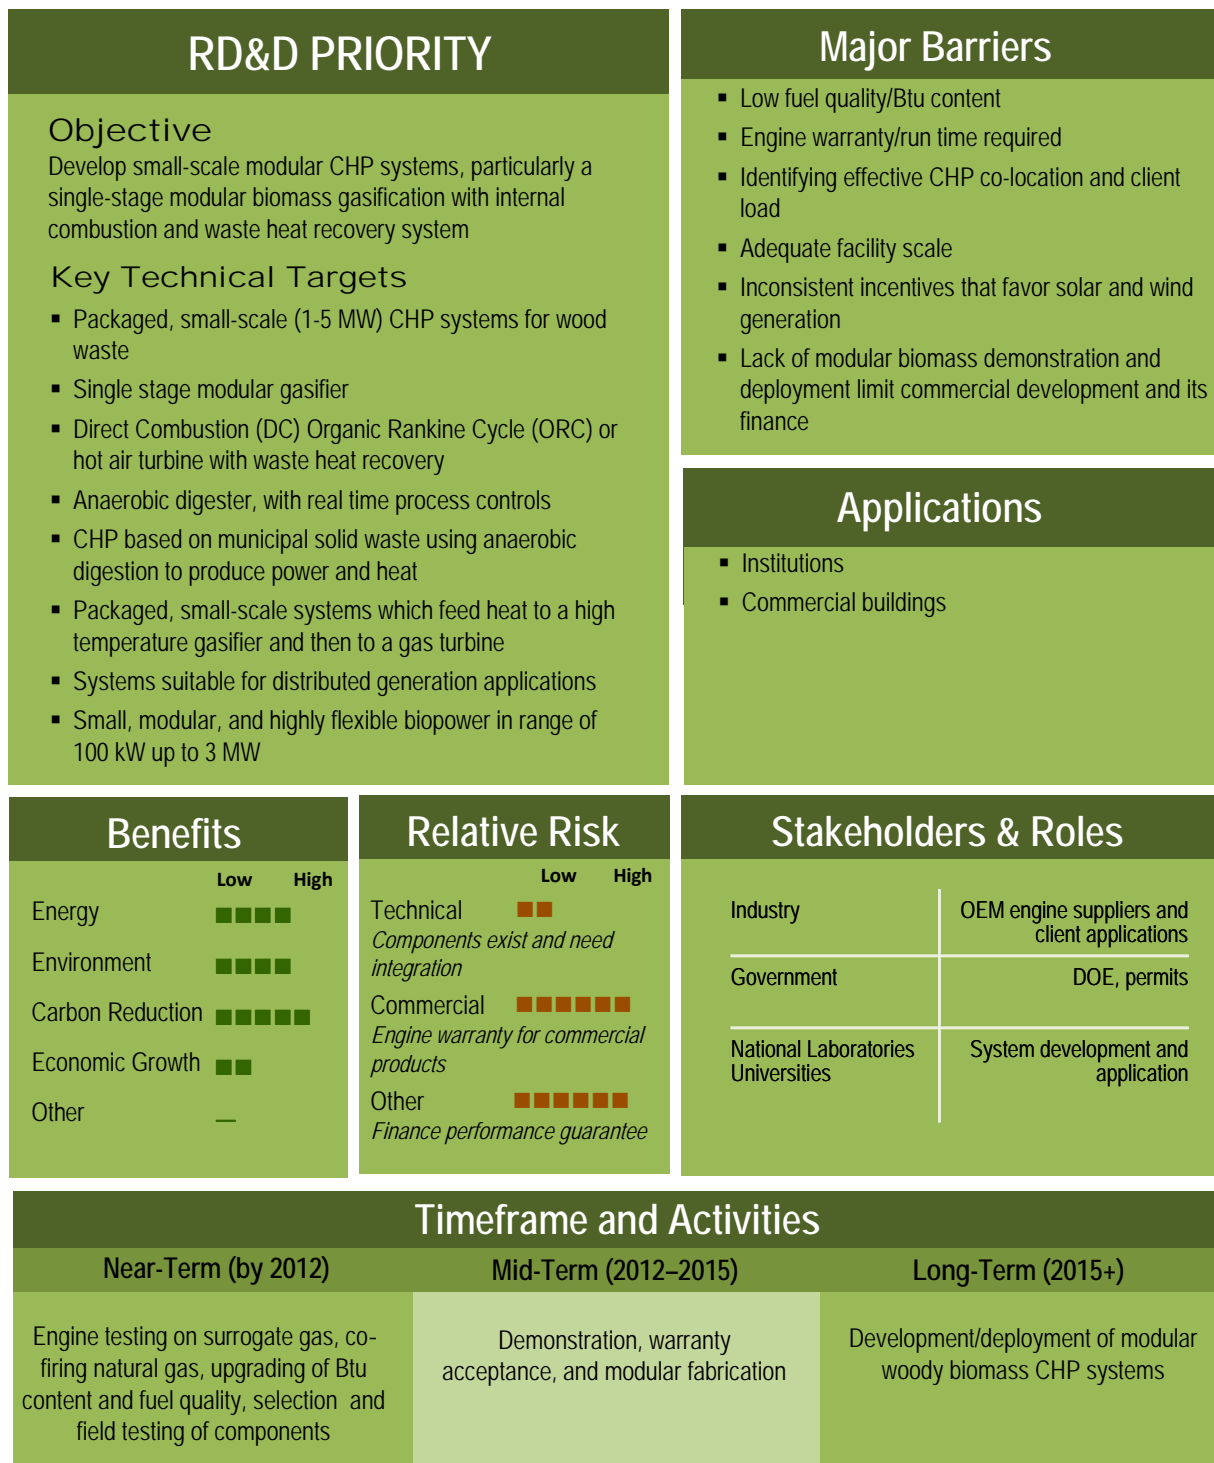 RD&D PRIORITY
Objective
Develop small-scale modular CHP systems, particularly a
single-stage modular biomass gasification with internal
combustion and waste heat recovery system
Key Technical Targets
▪ Packaged, small-scale (1-5 MW) CHP systems for wood
waste
▪ Single stage modular gasifier
▪ Direct Combustion (DC) Organic Rankine Cycle (ORC) or
hot air turbine with waste heat recovery
▪ Anaerobic digester, with real time process controls
▪ CHP based on municipal solid waste using anaerobic
digestion to produce power and heat
▪ Packaged, small-scale systems which feed heat to a high
temperature gasifier and then to a gas turbine
▪ Systems suitable for distributed generation applications
▪ Small, modular, and highly flexible biopower in range of
100 kW up to 3 MW
Major Barriers
▪ Low fuel quality/Btu content
▪ Engine warranty/run time required
▪ Identifying effective CHP co-location and client
load
▪ Adequate facility scale
▪ Inconsistent incentives that favor solar and wind
generation
▪ Lack of modular biomass demonstration and
deployment limit commercial development and its
finance
Applications
▪ Institutions
▪ Commercial buildings
Benefits
Low High
Energy ■■■■
Environment ■■■■
Carbon Reduction ■■■■■
Economic Growth ■■
Other —
Relative Risk
Low High
Technical ■■
Components exist and need
integration
Commercial ■■■■■■
Engine warranty for commercial
products
Other ■■■■■■
Finance performance guarantee
Stakeholders & Roles
Industry
OEM engine suppliers and
client applications
Government
DOE, permits
National Laboratories
Universities
System development and
application
Timeframe and Activities
Near-Term (by 2012)
Engine testing on surrogate gas, co-
firing natural gas, upgrading of Btu
content and fuel quality, selection and
field testing of components
Mid-Term (2012–2015)
Demonstration, warranty
acceptance, and modular fabrication
Long-Term (2015+)
Development/deployment of modular
woody biomass CHP systems